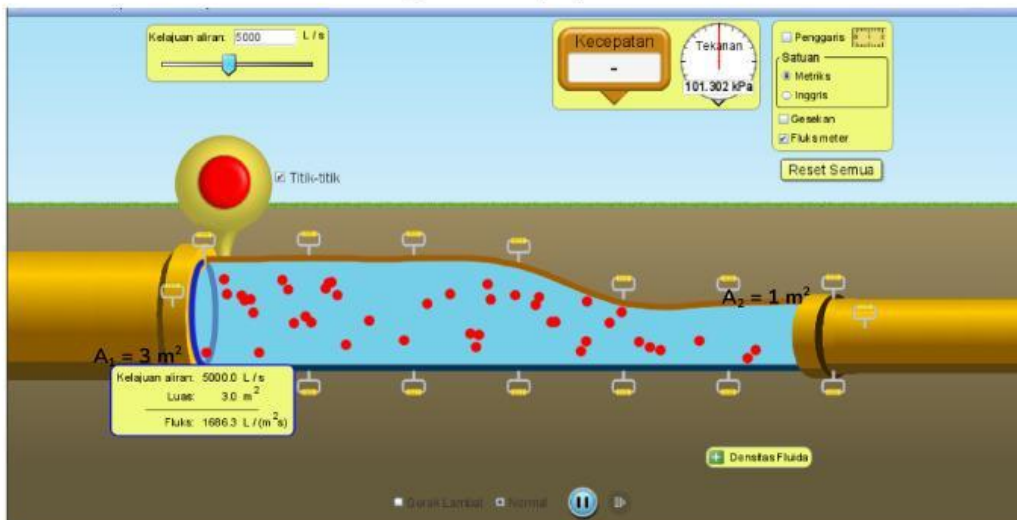 Kelajuan aliran: 5000 L / s
Kecepatan
-
Tekanan
101.302 kPa
Penggaris
Satuan
Metriks
Inggris
Gesekan
Fluks meter
Reset Semua
Titik-titik
A₂ = 1 m²
A₁ = 3 m²
Kelajuan aliran: 5000.0 L / s
Luas: 3.0 m²
Fluks: 1686.3 L / (m²s)
Densitas Fluida
Gerak Lambat Normal